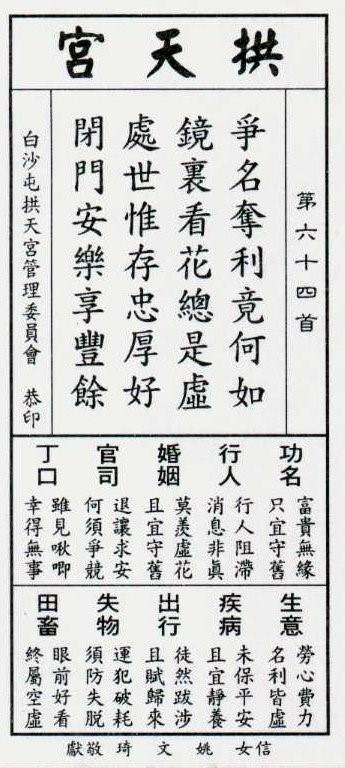 拱天宮
第六十四首
爭名奪利竟何如
鏡裏看花總是虛
處世惟存忠厚好
閉門安樂享豐餘
白沙屯拱天宮管理委員會 恭印
功名
富貴無緣
只宜守舊
行人
行人阻滯
消息非眞
婚姻
莫羨虛花
且宜守舊
官司
退讓求安
何須爭競
丁口
雖見啾唧
幸得無事
生意
勞心費力
名利皆虛
疾病
未保平安
且宜靜養
出行
徒然跋涉
且賦歸來
失物
運犯破耗
須防失脫
田畜
眼前好看
終屬空虛
信女 姚 文 琦 敬獻